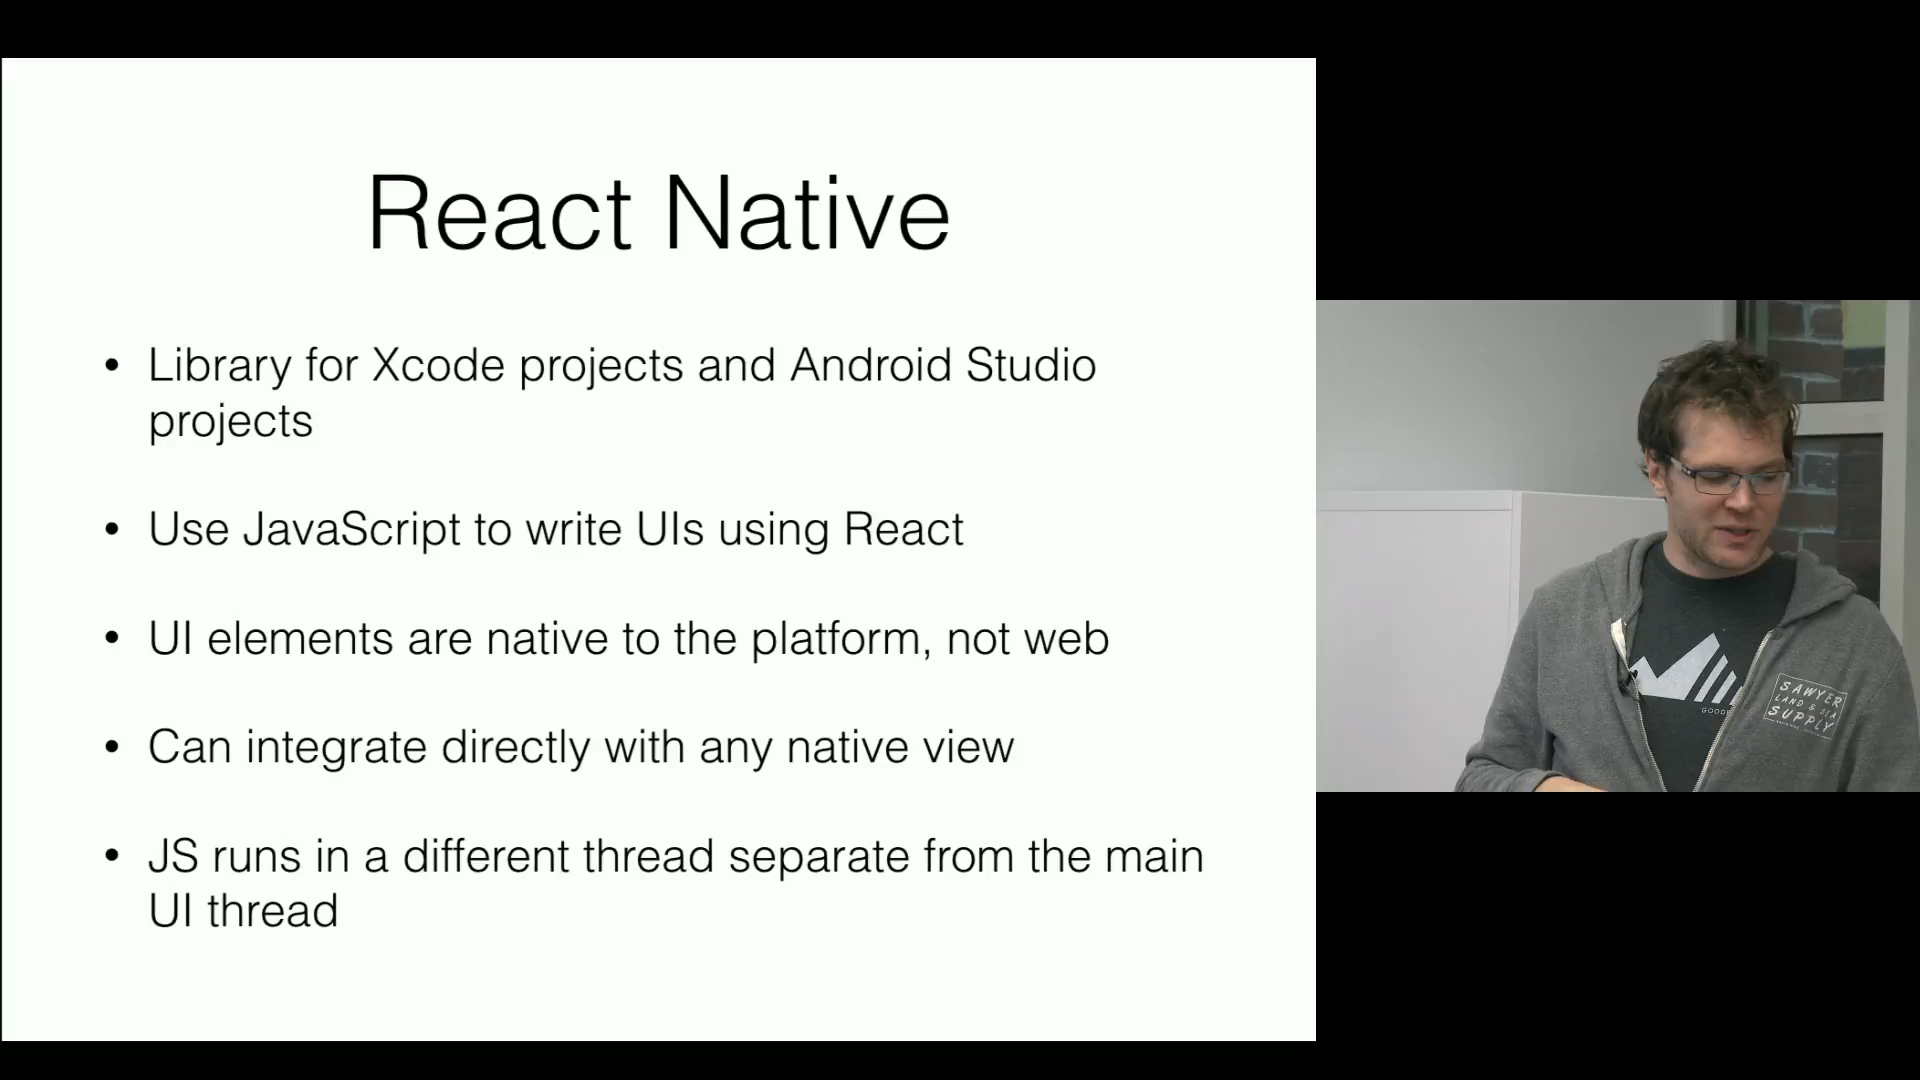 React Native
• Library for Xcode projects and Android Studio
projects
• Use JavaScript to write UIs using React
• UI elements are native to the platform, not web
• Can integrate directly with any native view
• JS runs in a different thread separate from the main
UI thread
SAWYER
LAND & SEA
SUPPLY